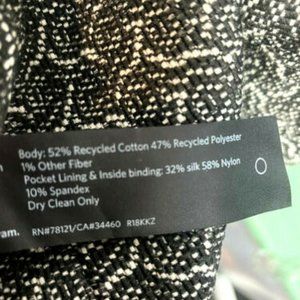 Body: 52% Recycled Cotton 47% Recycled Polyester
1% Other Fiber
Pocket Lining & Inside binding: 32% silk 58% Nylon
10% Spandex
Dry Clean Only
ram. RN#78121/CA#34460 R18KKZ